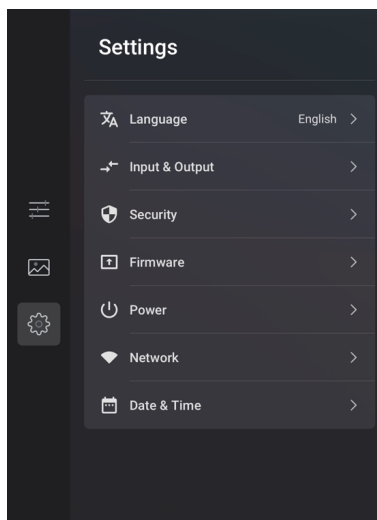 Settings
Language English
Input & Output
Security
Firmware
Power
Network
Date & Time